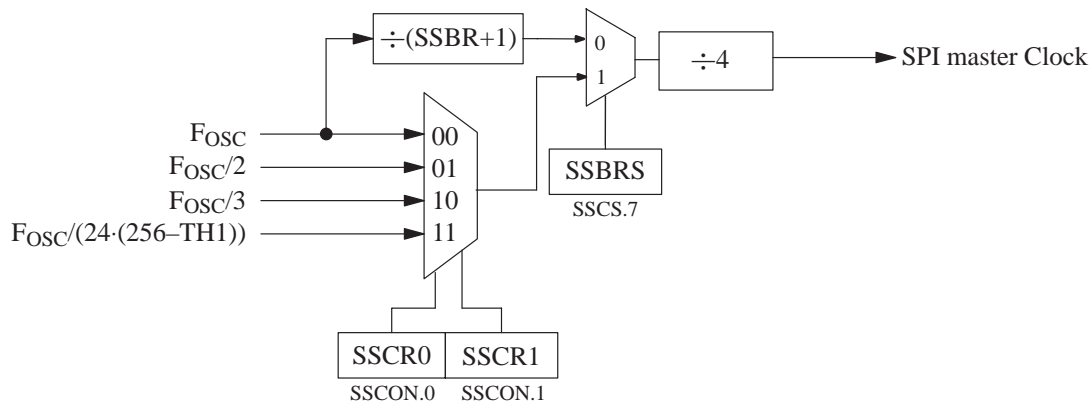 ÷(SSBR+1)
0
1
÷4
SPI master Clock
FOSC
FOSC/2
FOSC/3
FOSC/(24·(256–TH1))
00
01
10
11
SSBRS
SSCS.7
SSCR0
SSCR1
SSCON.0
SSCON.1